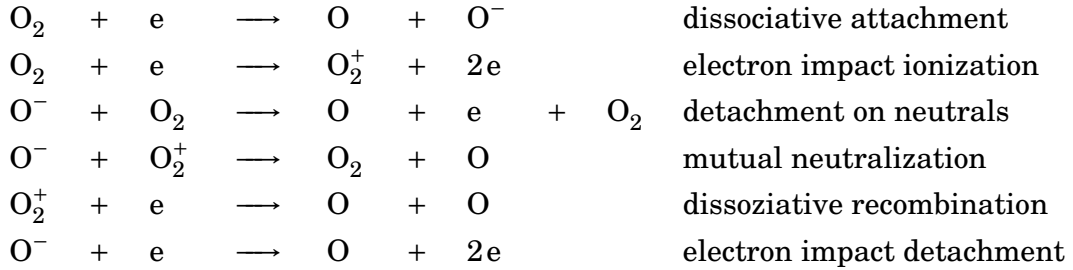 O₂ + e ⟶ O + O⁻ dissociative attachment
O₂ + e ⟶ O₂⁺ + 2e electron impact ionization
O⁻ + O₂ ⟶ O + e + O₂ detachment on neutrals
O⁻ + O₂⁺ ⟶ O₂ + O mutual neutralization
O₂⁺ + e ⟶ O + O dissoziative recombination
O⁻ + e ⟶ O + 2e electron impact detachment